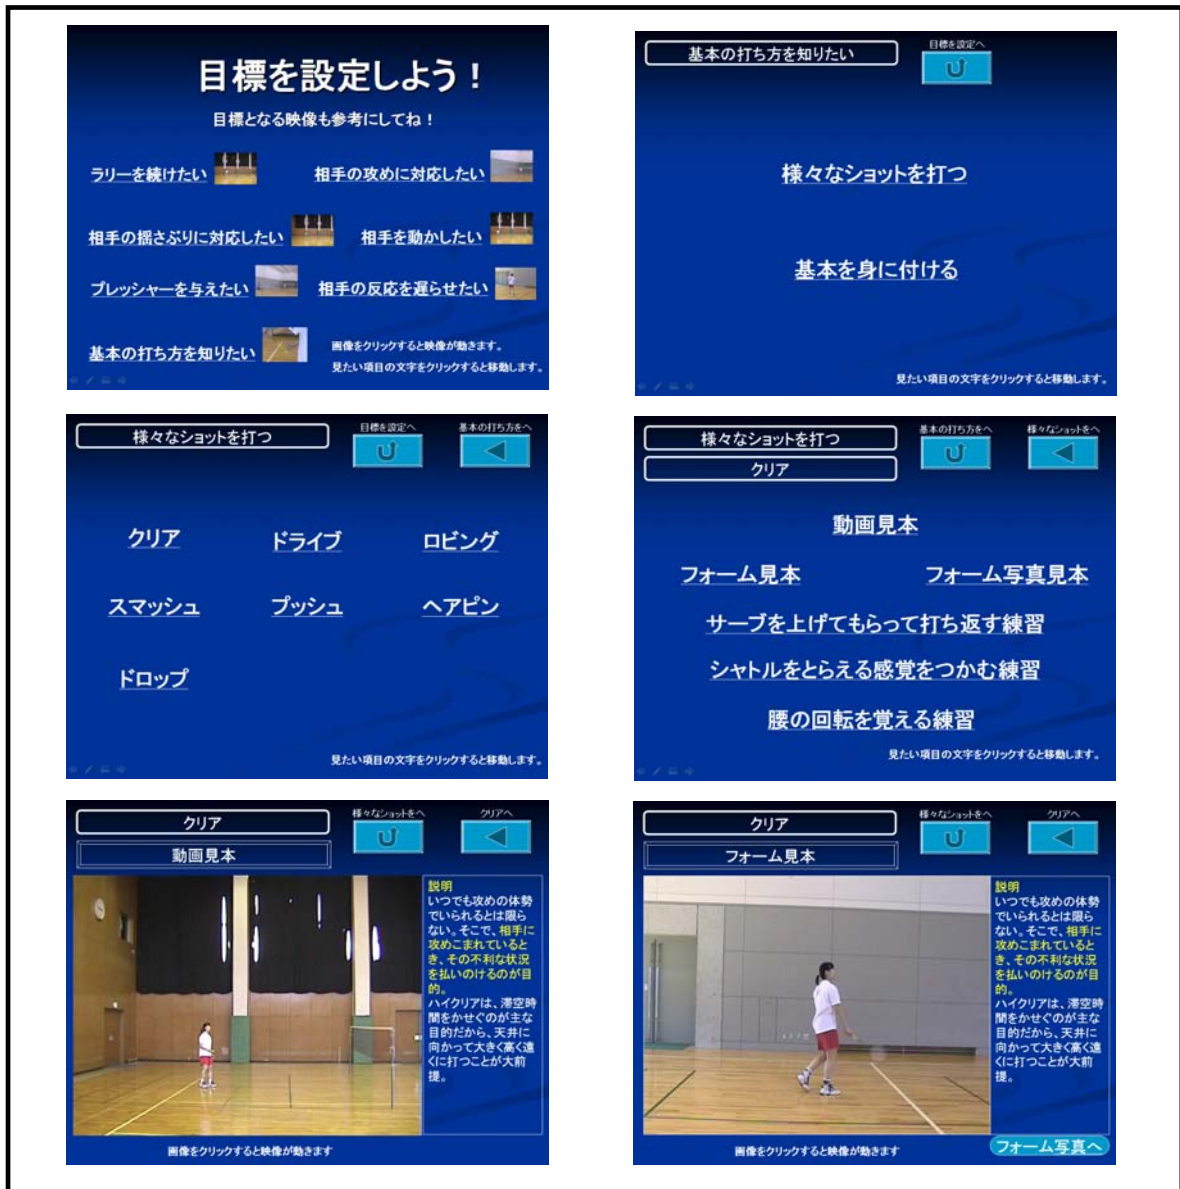 目標を設定しよう！
目標となる映像も参考にしてね！
ラリーを続けたい
相手の攻めに対応したい
相手の揺さぶりに対応したい
相手を動かしたい
プレッシャーを与えたい
相手の反応を遅らせたい
基本の打ち方を知りたい
画像をクリックすると映像が動きます。
見たい項目の文字をクリックすると移動します。
基本の打ち方を知りたい
目標を設定へ
様々なショットを打つ
基本を身に付ける
見たい項目の文字をクリックすると移動します。
様々なショットを打つ
目標を設定へ
基本の打ち方をへ
クリア
ドライブ
ロビング
スマッシュ
プッシュ
ヘアピン
ドロップ
見たい項目の文字をクリックすると移動します。
様々なショットを打つ
基本の打ち方をへ
様々なショットをへ
クリア
動画見本
フォーム見本
フォーム写真見本
サーブを上げてもらって打ち返す練習
シャトルをとらえる感覚をつかむ練習
腰の回転を覚える練習
見たい項目の文字をクリックすると移動します。
クリア
様々なショットをへ
クリアへ
動画見本
説明
いつでも攻めの体勢
でいられるとは限ら
ない。そこで、相手に
攻めこまれていると
き、その不利な状況
を払いのけるのが目
的。
ハイクリアは、滞空時
間をかせぐのが主な
目的だから、天井に
向かって大きく高く遠
くに打つことが大前
提。
画像をクリックすると映像が動きます
クリア
様々なショットをへ
クリアへ
フォーム見本
説明
いつでも攻めの体勢
でいられるとは限ら
ない。そこで、相手に
攻めこまれていると
き、その不利な状況
を払いのけるのが目
的。
ハイクリアは、滞空時
間をかせぐのが主な
目的だから、天井に
向かって大きく高く遠
くに打つことが大前
提。
画像をクリックすると映像が動きます
フォーム写真へ